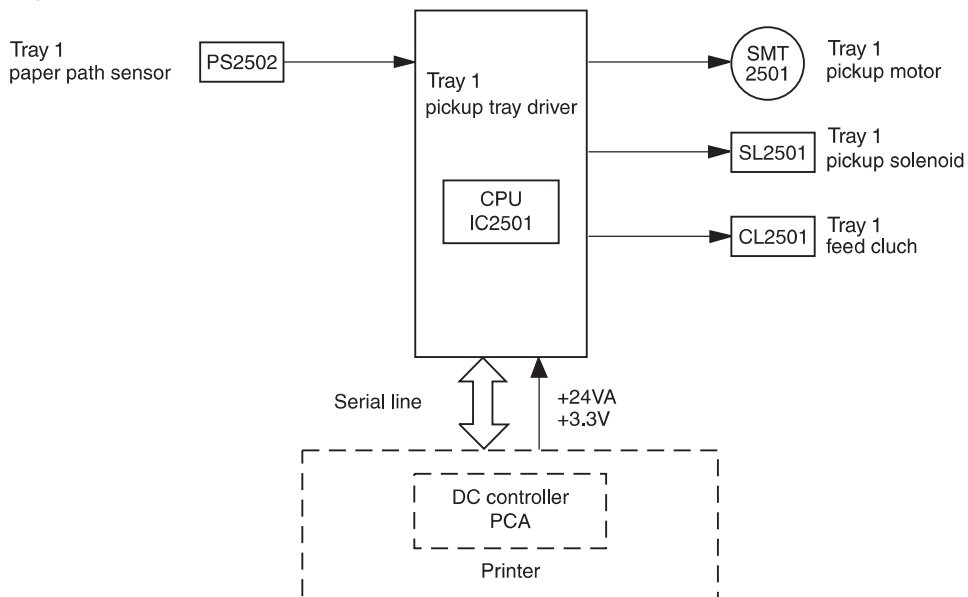 Tray 1
paper path sensor
PS2502
Tray 1
pickup tray driver
CPU
IC2501
SMT
2501
Tray 1
pickup motor
SL2501
Tray 1
pickup solenoid
CL2501
Tray 1
feed cluch
Serial line
+24VA
+3.3V
DC controller
PCA
Printer